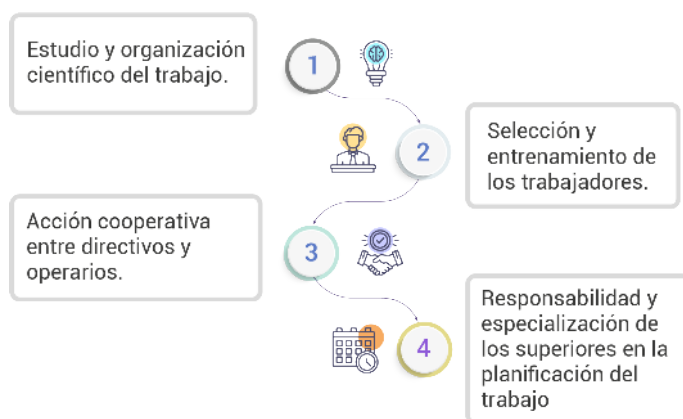 Estudio y organización
científico del trabajo.
1
2
Selección y
entrenamiento de
los trabajadores.
Acción cooperativa
entre directivos y
operarios.
3
Responsabilidad y
especialización de
los superiores en la
planificación del
trabajo
4